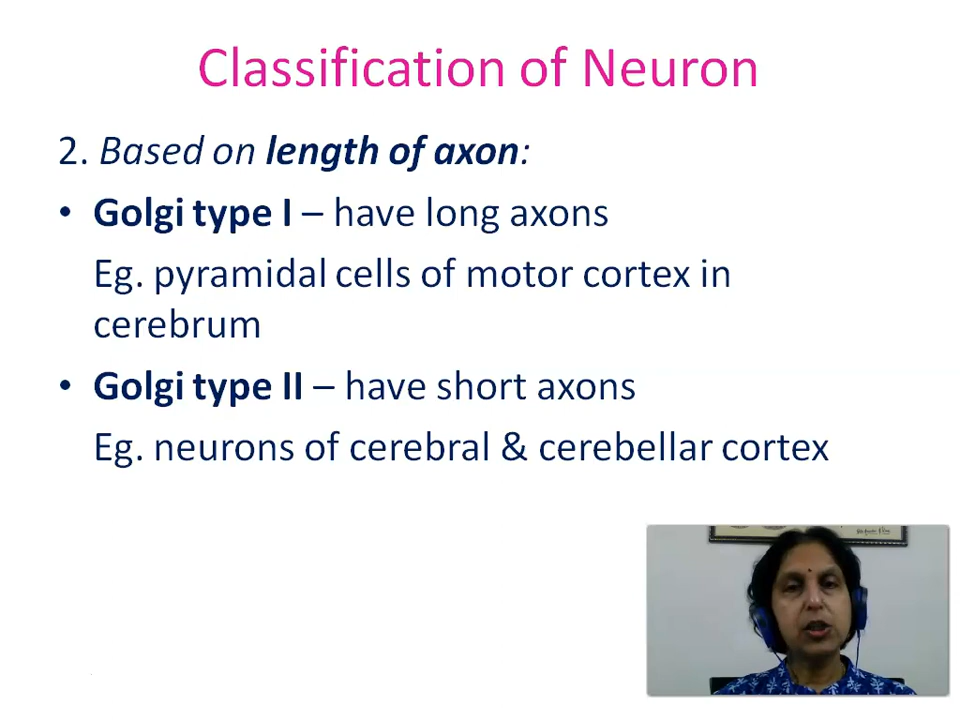 Classification of Neuron
2. Based on length of axon:
• Golgi type I – have long axons
Eg. pyramidal cells of motor cortex in
cerebrum
• Golgi type II – have short axons
Eg. neurons of cerebral & cerebellar cortex